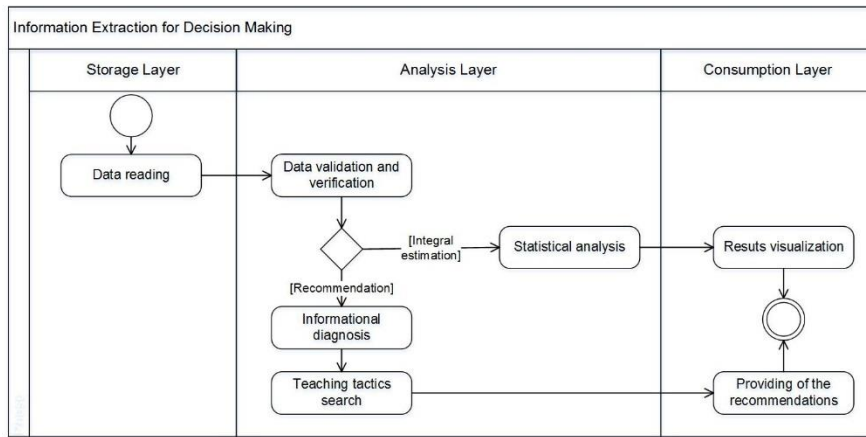 Information Extraction for Decision Making
Storage Layer
Analysis Layer
Consumption Layer
Data reading
Data validation and
verification
[Integral
estimation]
Statistical analysis
Resuts visualization
[Recommendation]
Informational
diagnosis
Teaching tactics
search
Providing of the
recommendations